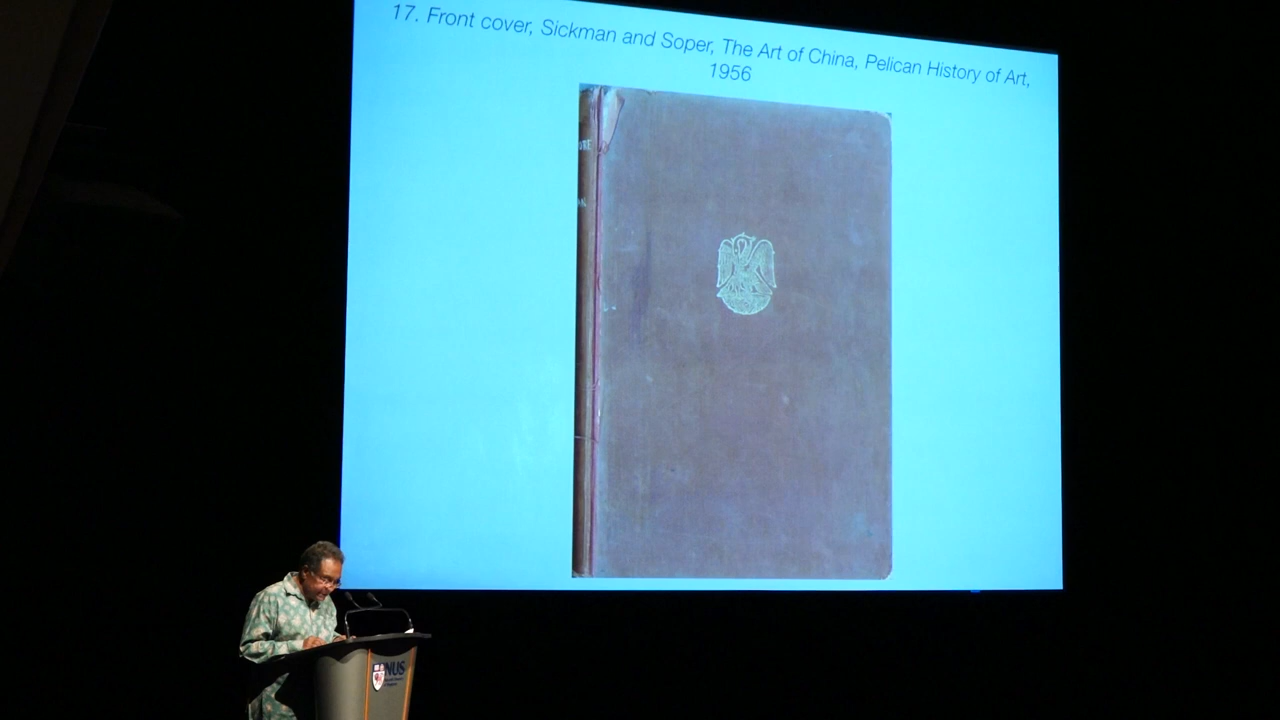 17. Front cover, Sickman and Soper, The Art of China, Pelican History of Art,
1956
NUS